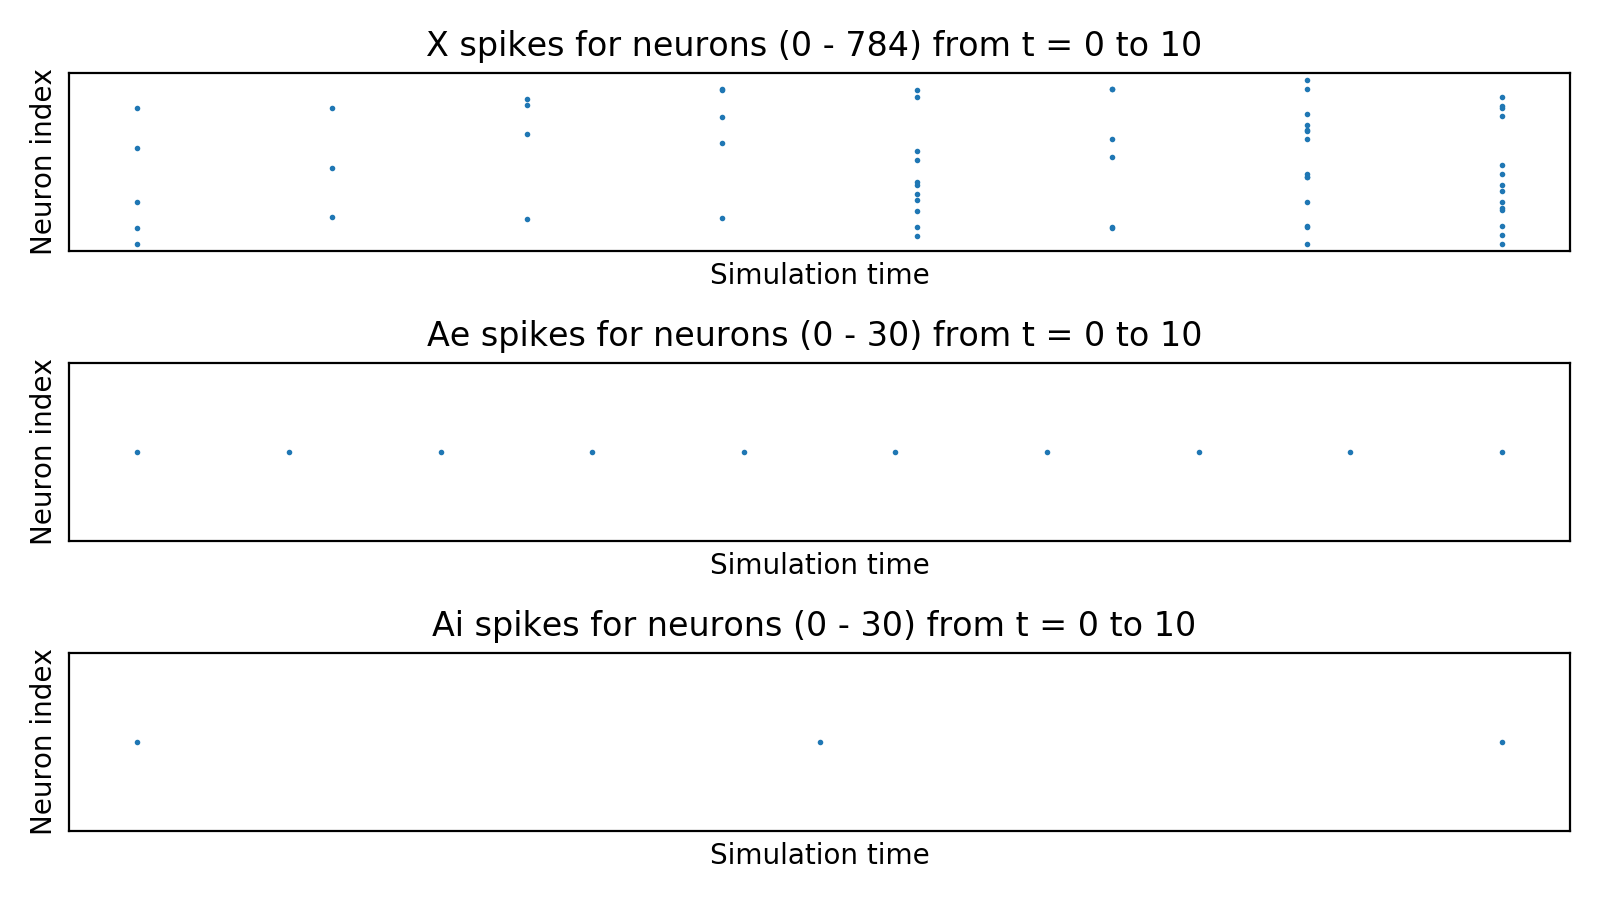 X spikes for neurons (0 - 784) from t = 0 to 10
Neuron index
Simulation time
Ae spikes for neurons (0 - 30) from t = 0 to 10
Neuron index
Simulation time
Ai spikes for neurons (0 - 30) from t = 0 to 10
Neuron index
Simulation time